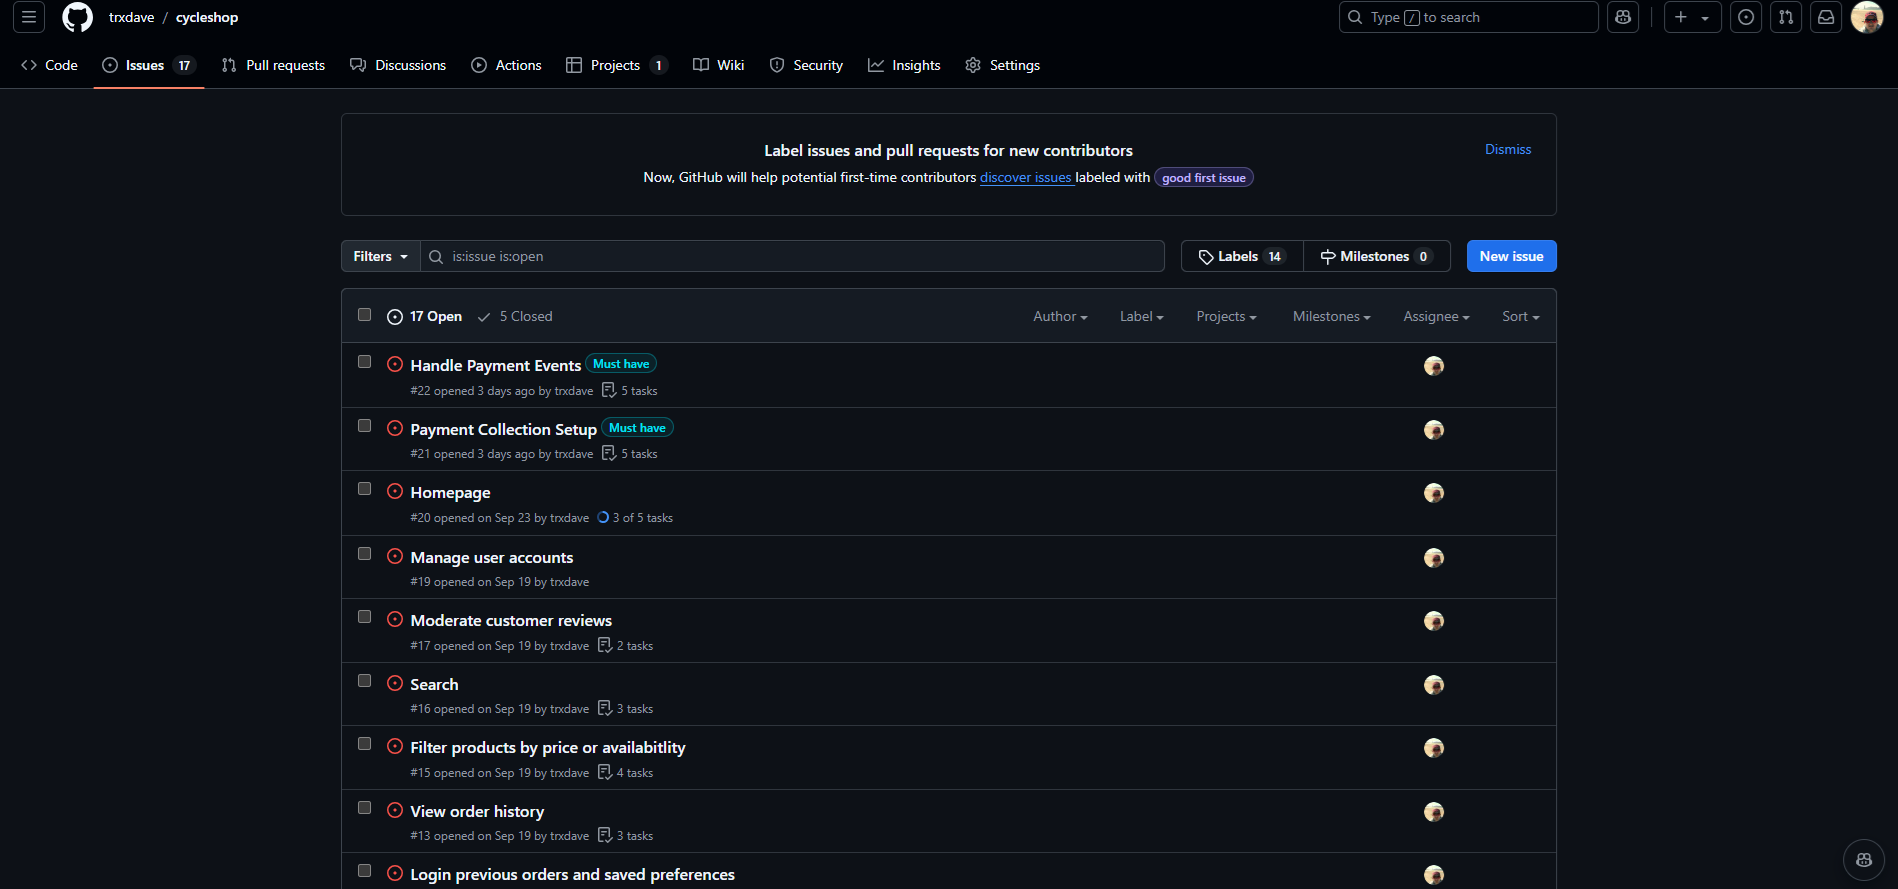 trxdave / cycleshop
Type / to search
Code
Issues 17
Pull requests
Discussions
Actions
Projects 1
Wiki
Security
Insights
Settings
Label issues and pull requests for new contributors
Dismiss
Now, GitHub will help potential first-time contributors discover issues labeled with good first issue
Filters
is:issue is:open
Labels 14
Milestones 0
New issue
17 Open
5 Closed
Author
Label
Projects
Milestones
Assignee
Sort
Handle Payment Events Must have
#22 opened 3 days ago by trxdave 5 tasks
Payment Collection Setup Must have
#21 opened 3 days ago by trxdave 5 tasks
Homepage
#20 opened on Sep 23 by trxdave 3 of 5 tasks
Manage user accounts
#19 opened on Sep 19 by trxdave
Moderate customer reviews
#17 opened on Sep 19 by trxdave 2 tasks
Search
#16 opened on Sep 19 by trxdave 3 tasks
Filter products by price or availabitlity
#15 opened on Sep 19 by trxdave 4 tasks
View order history
#13 opened on Sep 19 by trxdave 3 tasks
Login previous orders and saved preferences